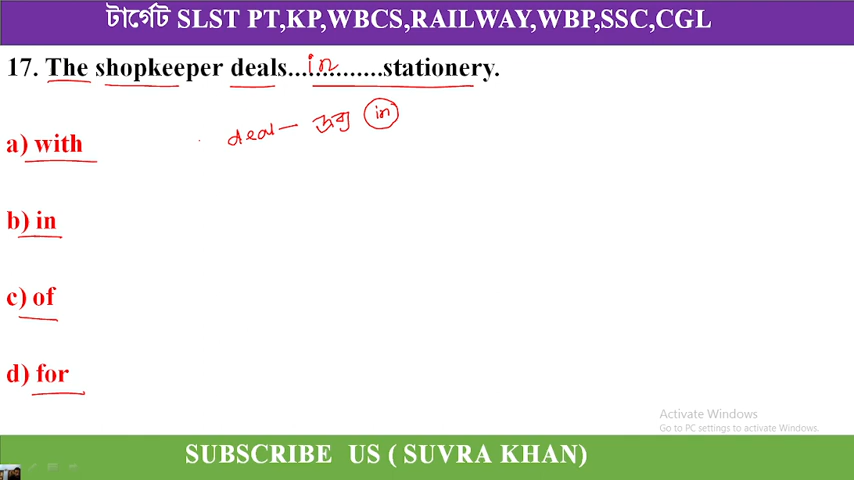 টার্গেট SLST PT,KP,WBCS,RAILWAY,WBP,SSC,CGL
17. The shopkeeper deals....in..........stationery.
deal — দ্রব্য in
a) with
b) in
c) of
d) for
Activate Windows
Go to PC settings to activate Windows.
SUBSCRIBE US ( SUVRA KHAN)